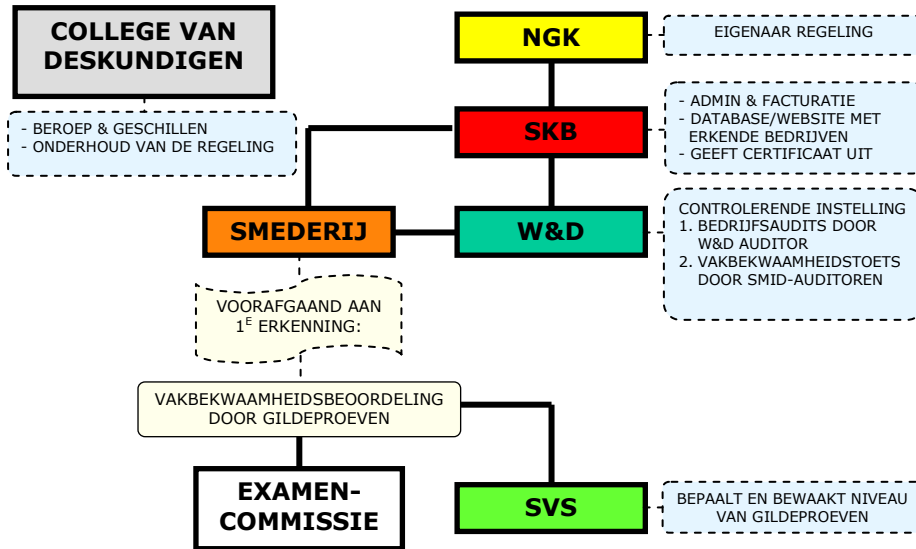 COLLEGE VAN
DESKUNDIGEN
- BEROEP & GESCHILLEN
- ONDERHOUD VAN DE REGELING
NGK
EIGENAAR REGELING
SKB
- ADMIN & FACTURATIE
- DATABASE/WEBSITE MET
ERKENDE BEDRIJVEN
- GEEFT CERTIFICAAT UIT
SMEDERIJ
W&D
CONTROLERENDE INSTELLING
1. BEDRIJFSAUDITS DOOR
W&D AUDITOR
2. VAKBEKWAAMHEIDSTOETS
DOOR SMID-AUDITOREN
VOORAFGAAND AAN
1E ERKENNING:
VAKBEKWAAMHEIDSBEOORDELING
DOOR GILDEPROEVEN
EXAMEN-
COMMISSIE
SVS
BEPAALT EN BEWAAKT NIVEAU
VAN GILDEPROEVEN